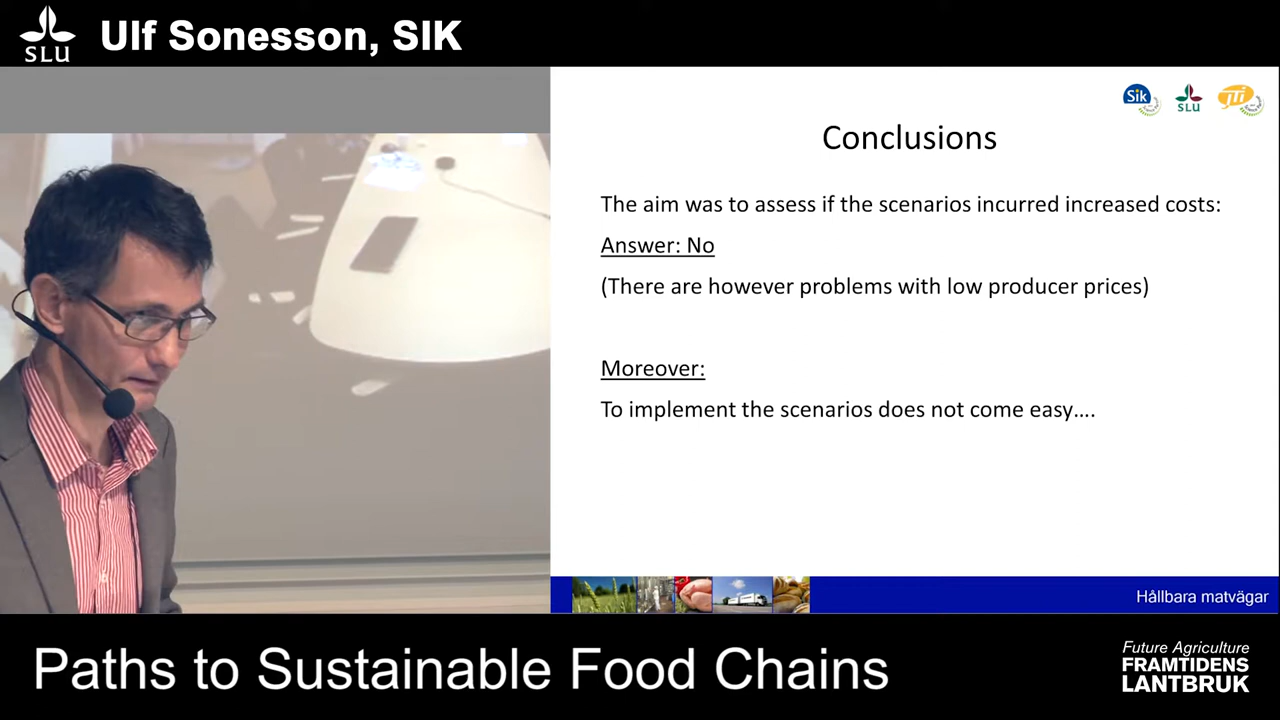 SLU
Ulf Sonesson, SIK
Sik
SLU
JTI
Conclusions
The aim was to assess if the scenarios incurred increased costs:
Answer: No
(There are however problems with low producer prices)
Moreover:
To implement the scenarios does not come easy....
Hållbara matvägar
Paths to Sustainable Food Chains
Future Agriculture
FRAMTIDENS
LANTBRUK